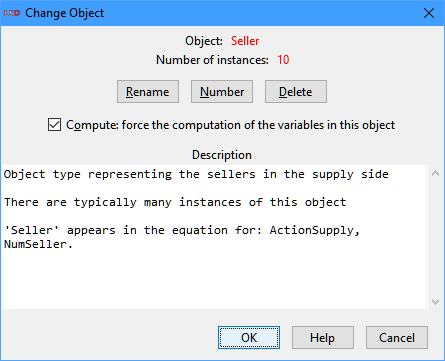 LMD Change Object
Object: Seller
Number of instances: 10
Rename Number Delete
Compute: force the computation of the variables in this object
Description
Object type representing the sellers in the supply side
There are typically many instances of this object
'Seller' appears in the equation for: ActionSupply,
NumSeller.
OK Help Cancel